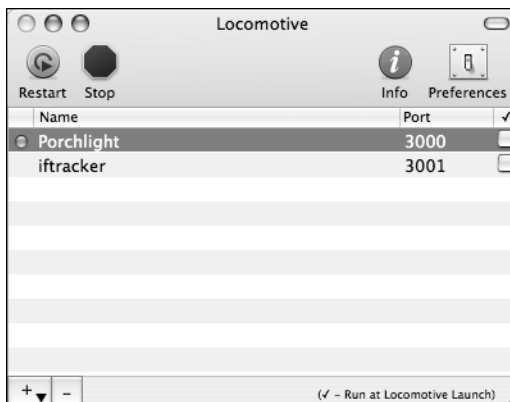 Locomotive
Restart Stop Info Preferences
Name Port ✓
Porchlight 3000
iftracker 3001
+ - (✓ - Run at Locomotive Launch)